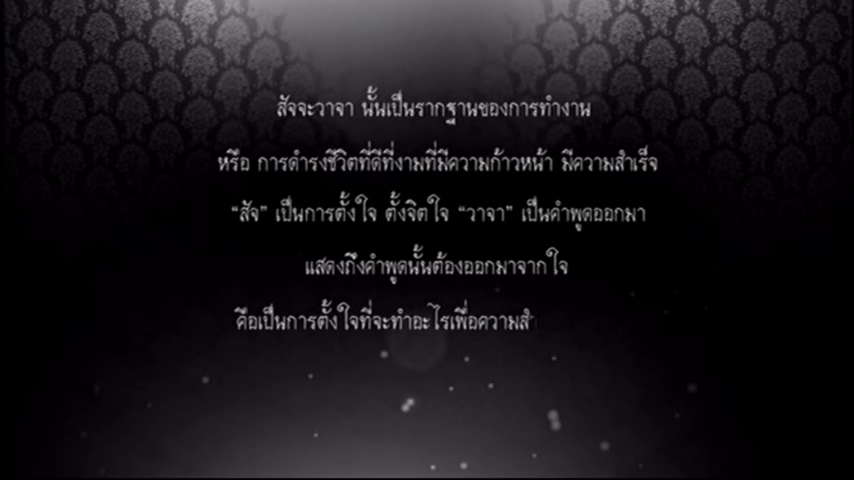 สัจจะวาจา นั้นเป็นรากฐานของการทำงาน
หรือ การดำรงชีวิตที่ดีที่งามที่มีความก้าวหน้า มีความสำเร็จ
“สัจ” เป็นการตั้งใจ ตั้งจิตใจ “วาจา” เป็นคำพูดออกมา
แสดงถึงคำพูดนั้นต้องออกมาจากใจ
คือเป็นการตั้งใจที่จะทำอะไรเพื่อความสำ